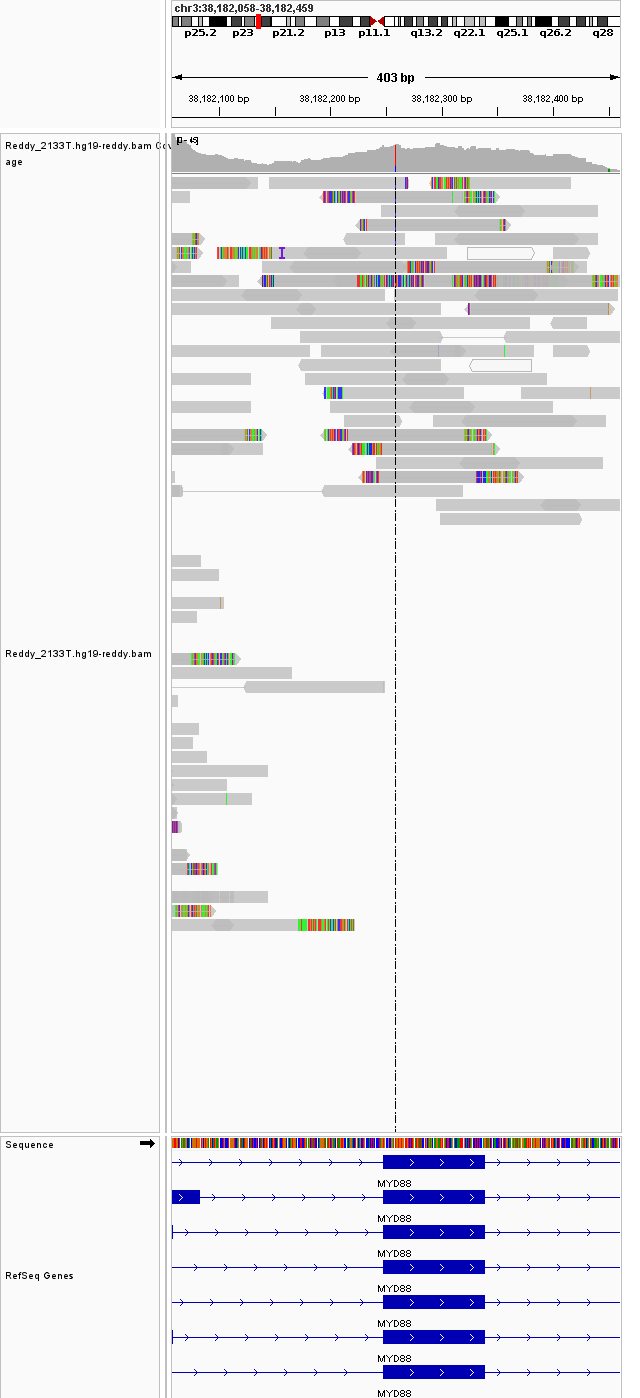 chr3:38,182,058-38,182,459
p25.2 p23 p21.2 p13 p11.1 q13.2 q22.1 q25.1 q26.2 q28
403 bp
38,182,100 bp 38,182,200 bp 38,182,300 bp 38,182,400 bp
Reddy_2133T.hg19-reddy.bam
age
Reddy_2133T.hg19-reddy.bam
Sequence
MYD88
MYD88
MYD88
MYD88
RefSeq Genes
MYD88
MYD88
MYD88